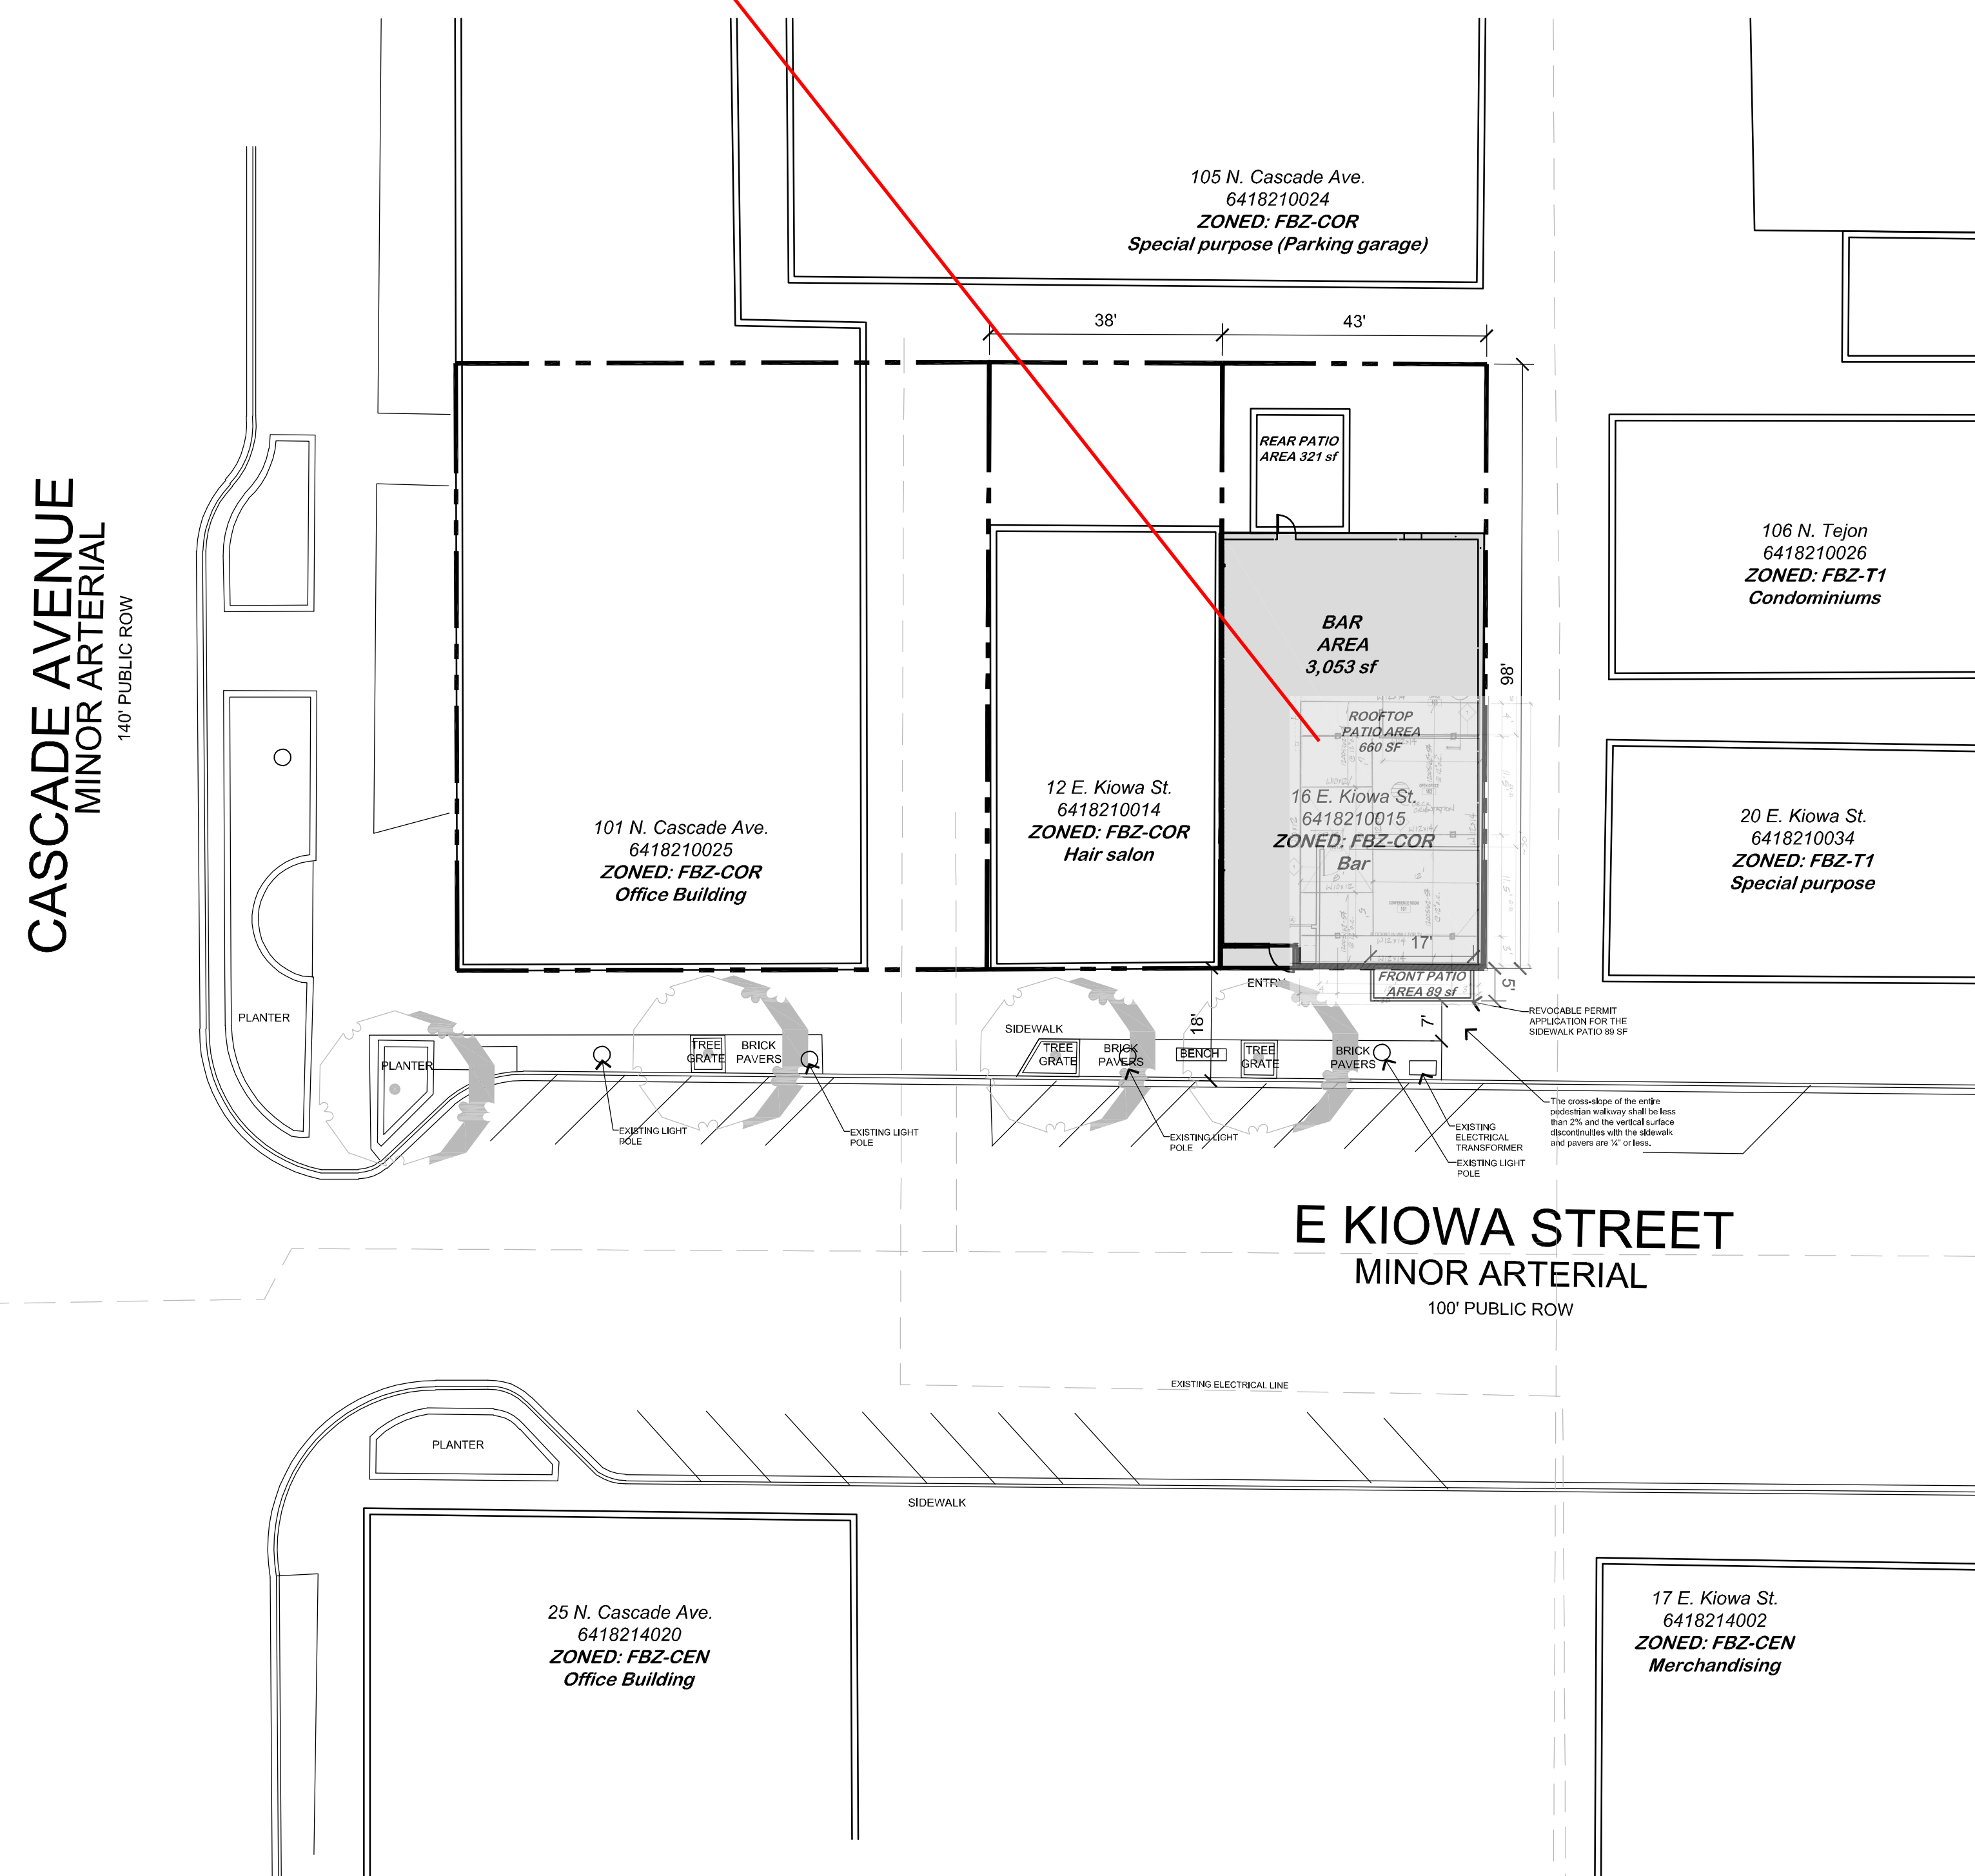 105 N. Cascade Ave.
6418210024
ZONED: FBZ-COR
Special purpose (Parking garage)
38'
43'
REAR PATIO
AREA 321 sf
CASCADE AVENUE
MINOR ARTERIAL
140' PUBLIC ROW
106 N. Tejon
6418210026
ZONED: FBZ-T1
Condominiums
BAR
AREA
3,053 sf
98'
ROOFTOP
PATIO AREA
660 SF
12 E. Kiowa St.
6418210014
ZONED: FBZ-COR
Hair salon
16 E. Kiowa St.
6418210015
ZONED: FBZ-COR
Bar
101 N. Cascade Ave.
6418210025
ZONED: FBZ-COR
Office Building
20 E. Kiowa St.
6418210034
ZONED: FBZ-T1
Special purpose
17'
ENTRY
FRONT PATIO
AREA 89 sf
5'
PLANTER
SIDEWALK
18'
7'
REVOCABLE PERMIT
APPLICATION FOR THE
SIDEWALK PATIO 89 SF
PLANTER
TREE
GRATE
BRICK
PAVERS
TREE
GRATE
BRICK
PAVERS
BENCH
TREE
GRATE
BRICK
PAVERS
EXISTING LIGHT
POLE
EXISTING LIGHT
POLE
EXISTING LIGHT
POLE
EXISTING
ELECTRICAL
TRANSFORMER
EXISTING LIGHT
POLE
The cross-slope of the entire
pedestrian walkway shall be less
than 2% and the vertical surface
discontinuities with the sidewalk
and pavers are ¼" or less.
E KIOWA STREET
MINOR ARTERIAL
100' PUBLIC ROW
EXISTING ELECTRICAL LINE
PLANTER
SIDEWALK
25 N. Cascade Ave.
6418214020
ZONED: FBZ-CEN
Office Building
17 E. Kiowa St.
6418214002
ZONED: FBZ-CEN
Merchandising